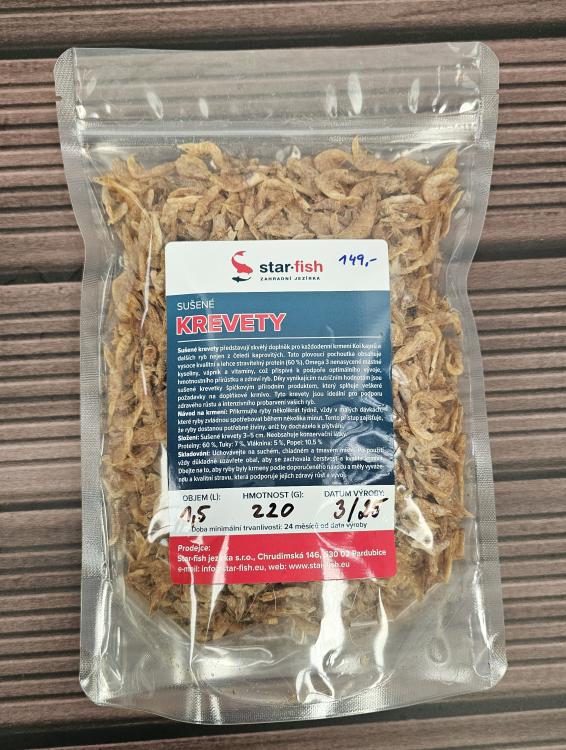 star-fish
ZAHRADNÍ JEZÍRKA
149,-
SUŠENÉ
KREVETY
Sušené krevety představují skvělý doplněk pro každodenní krmení Koi kaprů a
dalších ryb nejen z čeledi kaprovitých. Tato plovoucí pochoutka obsahuje
vysoce kvalitní a lehce stravitelný protein (60 %), Omega 3 nenasycené mastné
kyseliny, vápník a vitamíny, což přispívá k podpoře optimálního vývoje,
hmotnostního přírůstku a zdraví ryb. Díky vynikajícím nutričním hodnotám jsou
sušené krevetky špičkovým přírodním produktem, který splňuje veškeré
požadavky na doplňkové krmivo. Tyto krevety jsou ideální pro podporu
zdravého růstu a intenzivního probarvení vašich ryb.
Návod na krmení: Přikrmujte ryby několikrát týdně, vždy v malých dávkách,
které ryby zvládnou spotřebovat během několika minut. Tento přístup zajišťuje,
že ryby dostanou potřebné živiny, aniž by docházelo k plýtvání.
Složení: Sušené krevety 3–5 cm. Neobsahuje konzervační látky.
Proteiny: 60 %, Tuky: 7 %, Vláknina: 5 %, Popel: 10,5 %
Skladování: Uchovávejte na suchém, chladném a tmavém místě. Po použití
vždy důkladně uzavřete obal, aby se zachovala čerstvost a kvalita krmiv.
Dbejte na to, aby ryby byly krmeny podle doporučeného návodu a měly vyváže-
nou a kvalitní stravu, která podporuje jejich zdravý růst a vývoj.
OBJEM (L): HMOTNOST (G): DATUM VÝROBY:
1,5 220 3/25
Doba minimální trvanlivosti: 24 měsíců od data výroby
Prodejce:
Star-fish jezírka s.r.o., Chrudimská 146, 530 02 Pardubice
e-mail: info@star-fish.eu, web: www.star-fish.eu